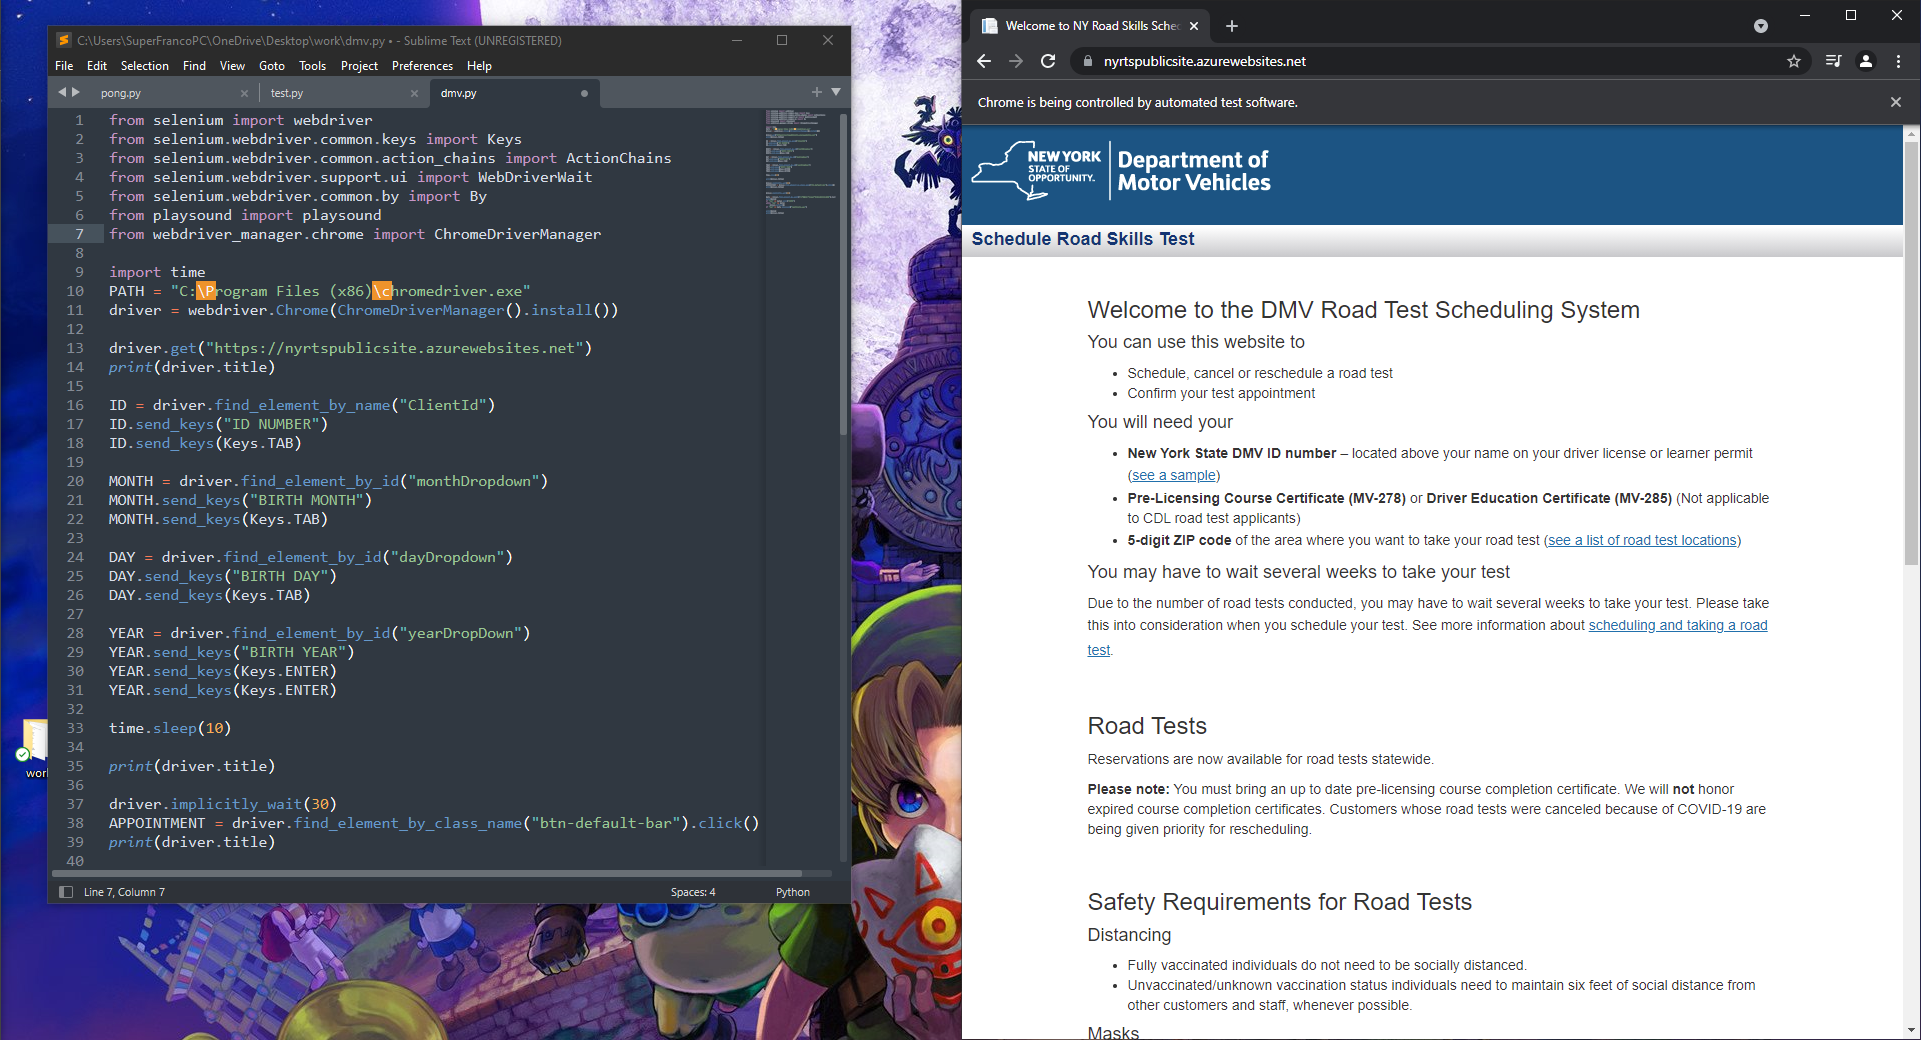 C:\Users\SuperFrancoPC\OneDrive\Desktop\work\dmv.py • - Sublime Text (UNREGISTERED)
File Edit Selection Find View Goto Tools Project Preferences Help
pong.py test.py dmv.py
1 from selenium import webdriver
2 from selenium.webdriver.common.keys import Keys
3 from selenium.webdriver.common.action_chains import ActionChains
4 from selenium.webdriver.support.ui import WebDriverWait
5 from selenium.webdriver.common.by import By
6 from playsound import playsound
7 from webdriver_manager.chrome import ChromeDriverManager
8
9 import time
10 PATH = "C:\Program Files (x86)\chromedriver.exe"
11 driver = webdriver.Chrome(ChromeDriverManager().install())
12
13 driver.get("https://nyrtspublicsite.azurewebsites.net")
14 print(driver.title)
15
16 ID = driver.find_element_by_name("ClientId")
17 ID.send_keys("ID NUMBER")
18 ID.send_keys(Keys.TAB)
19
20 MONTH = driver.find_element_by_id("monthDropdown")
21 MONTH.send_keys("BIRTH MONTH")
22 MONTH.send_keys(Keys.TAB)
23
24 DAY = driver.find_element_by_id("dayDropdown")
25 DAY.send_keys("BIRTH DAY")
26 DAY.send_keys(Keys.TAB)
27
28 YEAR = driver.find_element_by_id("yearDropDown")
29 YEAR.send_keys("BIRTH YEAR")
30 YEAR.send_keys(Keys.ENTER)
31 YEAR.send_keys(Keys.ENTER)
32
33 time.sleep(10)
34
35 print(driver.title)
36
37 driver.implicitly_wait(30)
38 APPOINTMENT = driver.find_element_by_class_name("btn-default-bar").click()
39 print(driver.title)
40
Line 7, Column 7 Spaces: 4 Python
wor
Welcome to NY Road Skills Sche
nyrtspublicsite.azurewebsites.net
Chrome is being controlled by automated test software.
NEW YORK
STATE OF
OPPORTUNITY.
Department of
Motor Vehicles
Schedule Road Skills Test
Welcome to the DMV Road Test Scheduling System
You can use this website to
• Schedule, cancel or reschedule a road test
• Confirm your test appointment
You will need your
• New York State DMV ID number – located above your name on your driver license or learner permit
(see a sample)
• Pre-Licensing Course Certificate (MV-278) or Driver Education Certificate (MV-285) (Not applicable
to CDL road test applicants)
• 5-digit ZIP code of the area where you want to take your road test (see a list of road test locations)
You may have to wait several weeks to take your test
Due to the number of road tests conducted, you may have to wait several weeks to take your test. Please take
this into consideration when you schedule your test. See more information about scheduling and taking a road
test.
Road Tests
Reservations are now available for road tests statewide.
Please note: You must bring an up to date pre-licensing course completion certificate. We will not honor
expired course completion certificates. Customers whose road tests were canceled because of COVID-19 are
being given priority for rescheduling.
Safety Requirements for Road Tests
Distancing
• Fully vaccinated individuals do not need to be socially distanced.
• Unvaccinated/unknown vaccination status individuals need to maintain six feet of social distance from
other customers and staff, whenever possible.
Masks